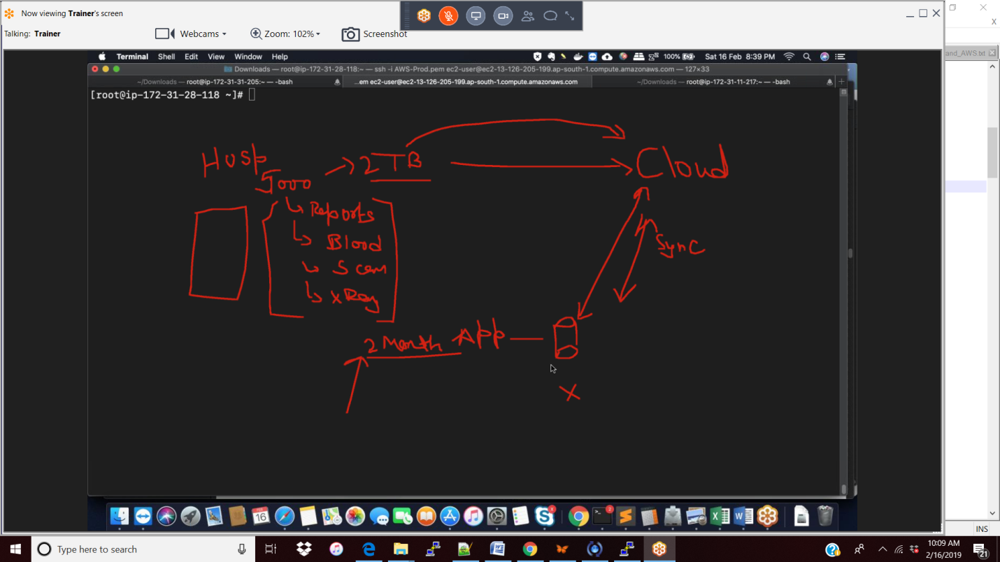 Now viewing Trainer's screen
Talking: Trainer
Webcams
Zoom: 102%
Screenshot
X
and_AWS.txt
Terminal Shell Edit View Window Help
100% Sat 16 Feb 8:39 PM
Downloads — root@ip-172-31-28-118:~ — ssh -i AWS-Prod.pem ec2-user@ec2-13-126-205-199.ap-south-1.compute.amazonaws.com — 127×33
~/Downloads — root@ip-172-31-31-205:~ — -bash
...em ec2-user@ec2-13-126-205-199.ap-south-1.compute.amazonaws.com
~/Downloads — root@ip-172-31-11-217:~ — -bash
[root@ip-172-31-28-118 ~]#
Hosp
5000
2 TB
Cloud
Reports
Blood
Scan
xRay
Sync
2 Month App
X
FEB
16
2
INS
Type here to search
10:09 AM
2/16/2019
21